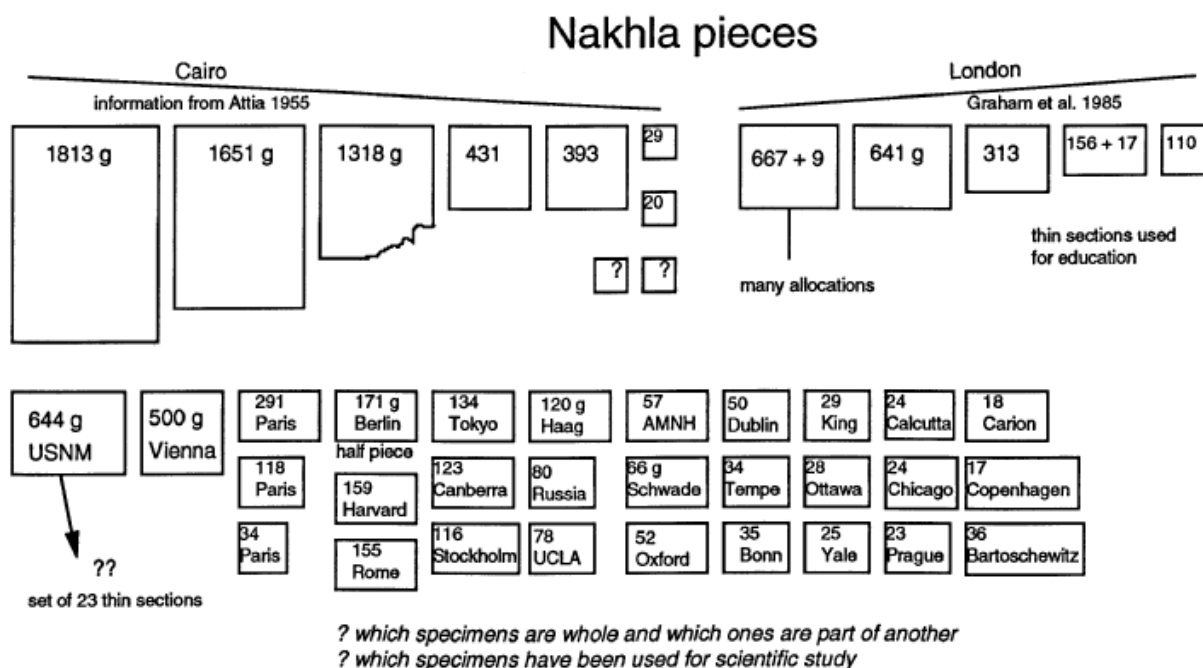 Nakhla pieces
Cairo
information from Attia 1955
London
Graham et al. 1985
1813 g
1651 g
1318 g
431
393
29
20
?
?
667 + 9
641 g
313
156 + 17
110
many allocations
thin sections used
for education
644 g
USNM
500 g
Vienna
291
Paris
171 g
Berlin
half piece
134
Tokyo
120 g
Haag
57
AMNH
50
Dublin
29
King
24
Calcutta
18
Carion
118
Paris
159
Harvard
123
Canberra
80
Russia
66 g
Schwade
34
Tempe
28
Ottawa
24
Chicago
17
Copenhagen
34
Paris
155
Rome
116
Stockholm
78
UCLA
52
Oxford
35
Bonn
25
Yale
23
Prague
36
Bartoschewitz
??
set of 23 thin sections
? which specimens are whole and which ones are part of another
? which specimens have been used for scientific study